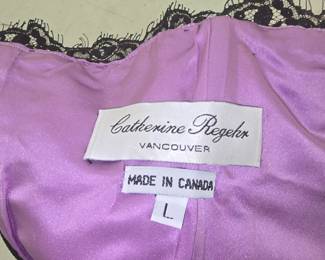 Catherine Regehr
VANCOUVER
MADE IN CANADA
L